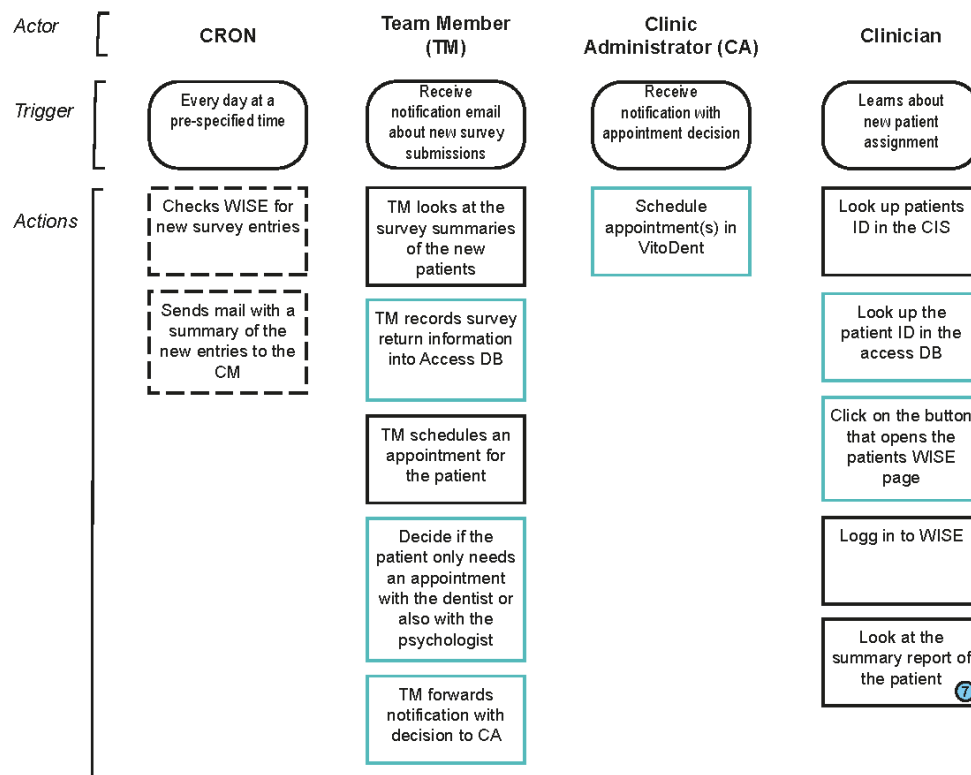 Actor
CRON
Team Member
(TM)
Clinic
Administrator (CA)
Clinician
Trigger
Every day at a
pre-specified time
Receive
notification email
about new survey
submissions
Receive
notification with
appointment decision
Learns about
new patient
assignment
Actions
Checks WISE for
new survey entries
Sends mail with a
summary of the
new entries to the
CM
TM looks at the
survey summaries
of the new
patients
TM records survey
return information
into Access DB
TM schedules an
appointment for
the patient
Decide if the
patient only needs
an appointment
with the dentist or
also with the
psychologist
TM forwards
notification with
decision to CA
Schedule
appointment(s) in
VitoDent
Look up patients
ID in the CIS
Look up the
patient ID in the
access DB
Click on the button
that opens the
patients WISE
page
Logg in to WISE
Look at the
summary report of
the patient
7